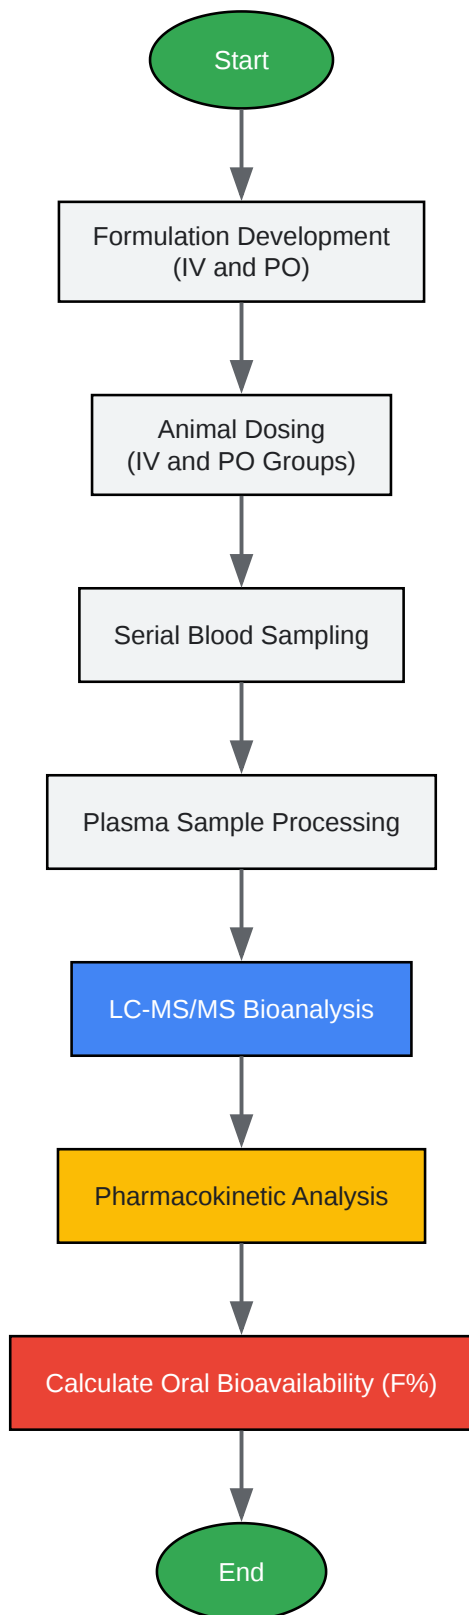 Start
Formulation Development
(IV and PO)
Animal Dosing
(IV and PO Groups)
Serial Blood Sampling
Plasma Sample Processing
LC-MS/MS Bioanalysis
Pharmacokinetic Analysis
Calculate Oral Bioavailability (F%)
End